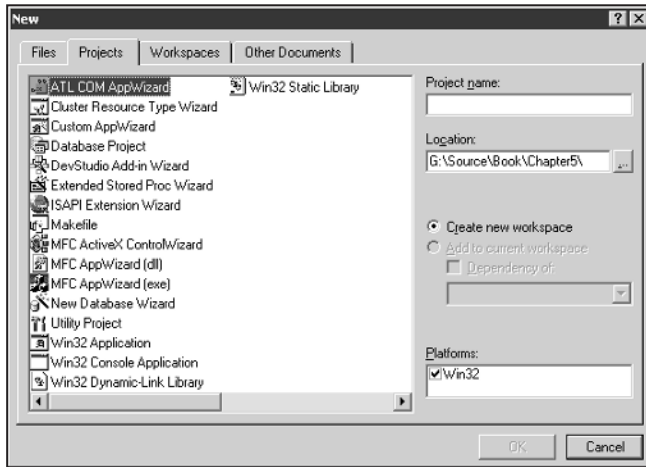 New
Files Projects Workspaces Other Documents
ATL COM AppWizard
Cluster Resource Type Wizard
Custom AppWizard
Database Project
DevStudio Add-in Wizard
Extended Stored Proc Wizard
ISAPI Extension Wizard
Makefile
MFC ActiveX ControlWizard
MFC AppWizard (dll)
MFC AppWizard (exe)
New Database Wizard
Utility Project
Win32 Application
Win32 Console Application
Win32 Dynamic-Link Library
Win32 Static Library
Project name:
Location:
G:\Source\Book\Chapter5\
...
Create new workspace
Add to current workspace
Dependency of:
Platforms:
Win32
OK Cancel